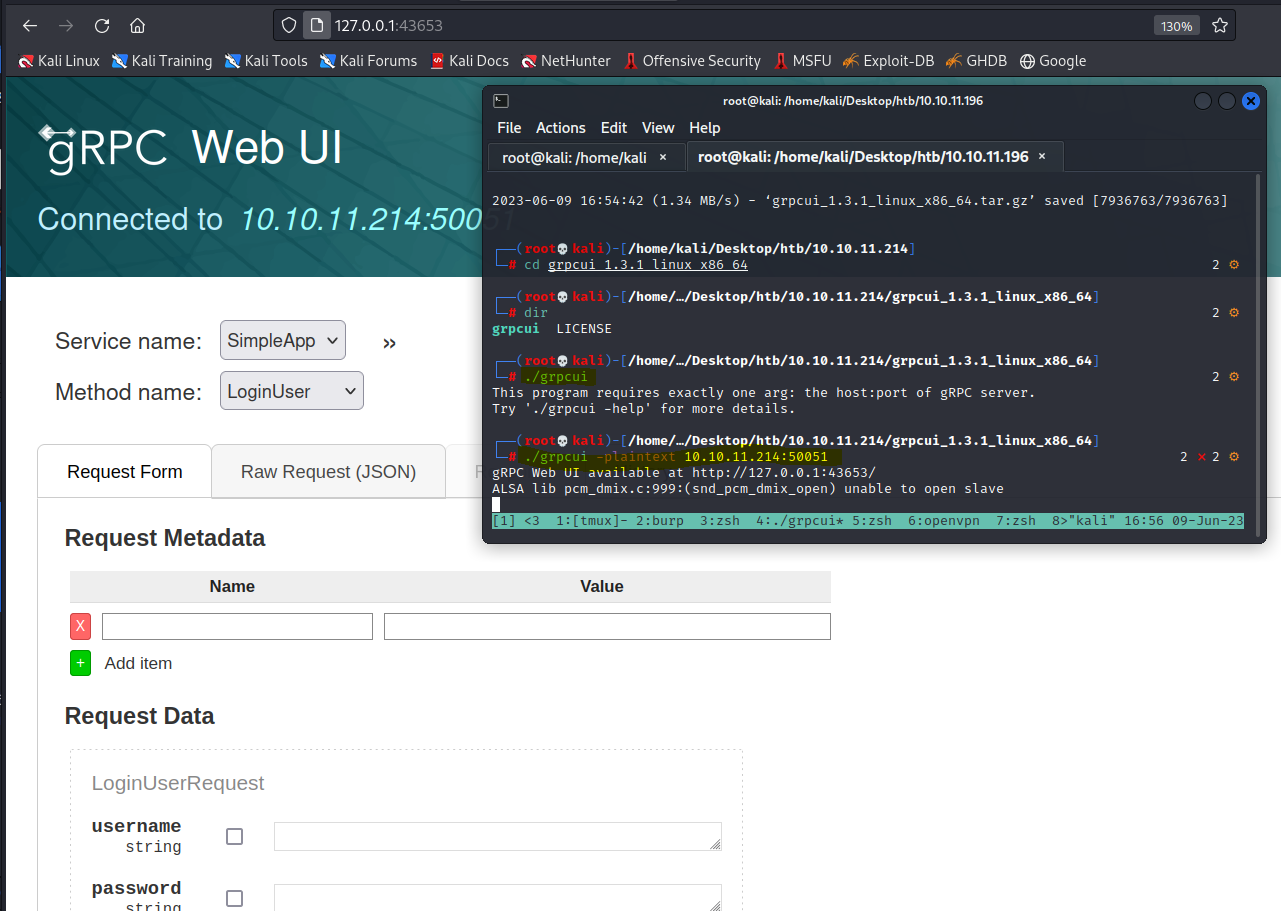 127.0.0.1:43653
130%
Kali Linux Kali Training Kali Tools Kali Forums Kali Docs NetHunter Offensive Security MSFU Exploit-DB GHDB Google
gRPC Web UI
Connected to 10.10.11.214:50051
Service name: SimpleApp »
Method name: LoginUser
Request Form Raw Request (JSON)
Request Metadata
Name Value
X
+ Add item
Request Data
LoginUserRequest
username
string
password
string
root@kali: /home/kali/Desktop/htb/10.10.11.196
File Actions Edit View Help
root@kali: /home/kali × root@kali: /home/kali/Desktop/htb/10.10.11.196 ×
2023-06-09 16:54:42 (1.34 MB/s) - ‘grpcui_1.3.1_linux_x86_64.tar.gz’ saved [7936763/7936763]
(root💀kali)-[/home/kali/Desktop/htb/10.10.11.214]
# cd grpcui_1.3.1_linux_x86_64 2 ⚙
(root💀kali)-[/home/…/Desktop/htb/10.10.11.214/grpcui_1.3.1_linux_x86_64]
# dir 2 ⚙
grpcui LICENSE
(root💀kali)-[/home/…/Desktop/htb/10.10.11.214/grpcui_1.3.1_linux_x86_64]
# ./grpcui 2 ⚙
This program requires exactly one arg: the host:port of gRPC server.
Try './grpcui -help' for more details.
(root💀kali)-[/home/…/Desktop/htb/10.10.11.214/grpcui_1.3.1_linux_x86_64]
# ./grpcui -plaintext 10.10.11.214:50051 2 ⨯ 2 ⚙
gRPC Web UI available at http://127.0.0.1:43653/
ALSA lib pcm_dmix.c:999:(snd_pcm_dmix_open) unable to open slave
[1] <3 1:[tmux]- 2:burp 3:zsh 4:./grpcui* 5:zsh 6:openvpn 7:zsh 8>"kali" 16:56 09-Jun-23